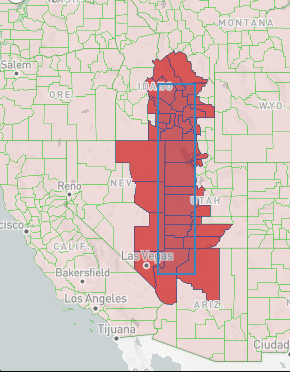 WASH.
MONTANA
Salem
IDAHO
ORE.
WYO.
Reno
NEV.
UTAH
cisco
CALIF.
Las Vegas
Bakersfield
Los Angeles
ARIZ.
Tijuana
Ciudad